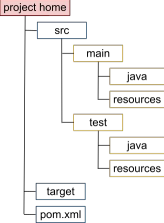 project home
src
main
java
resources
test
java
resources
target
pom.xml